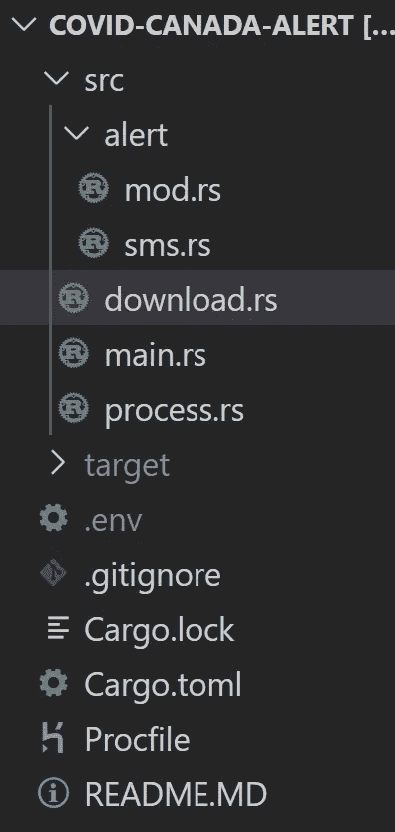 COVID-CANADA-ALERT [...
src
alert
mod.rs
sms.rs
download.rs
main.rs
process.rs
target
.env
.gitignore
Cargo.lock
Cargo.toml
Procfile
README.MD